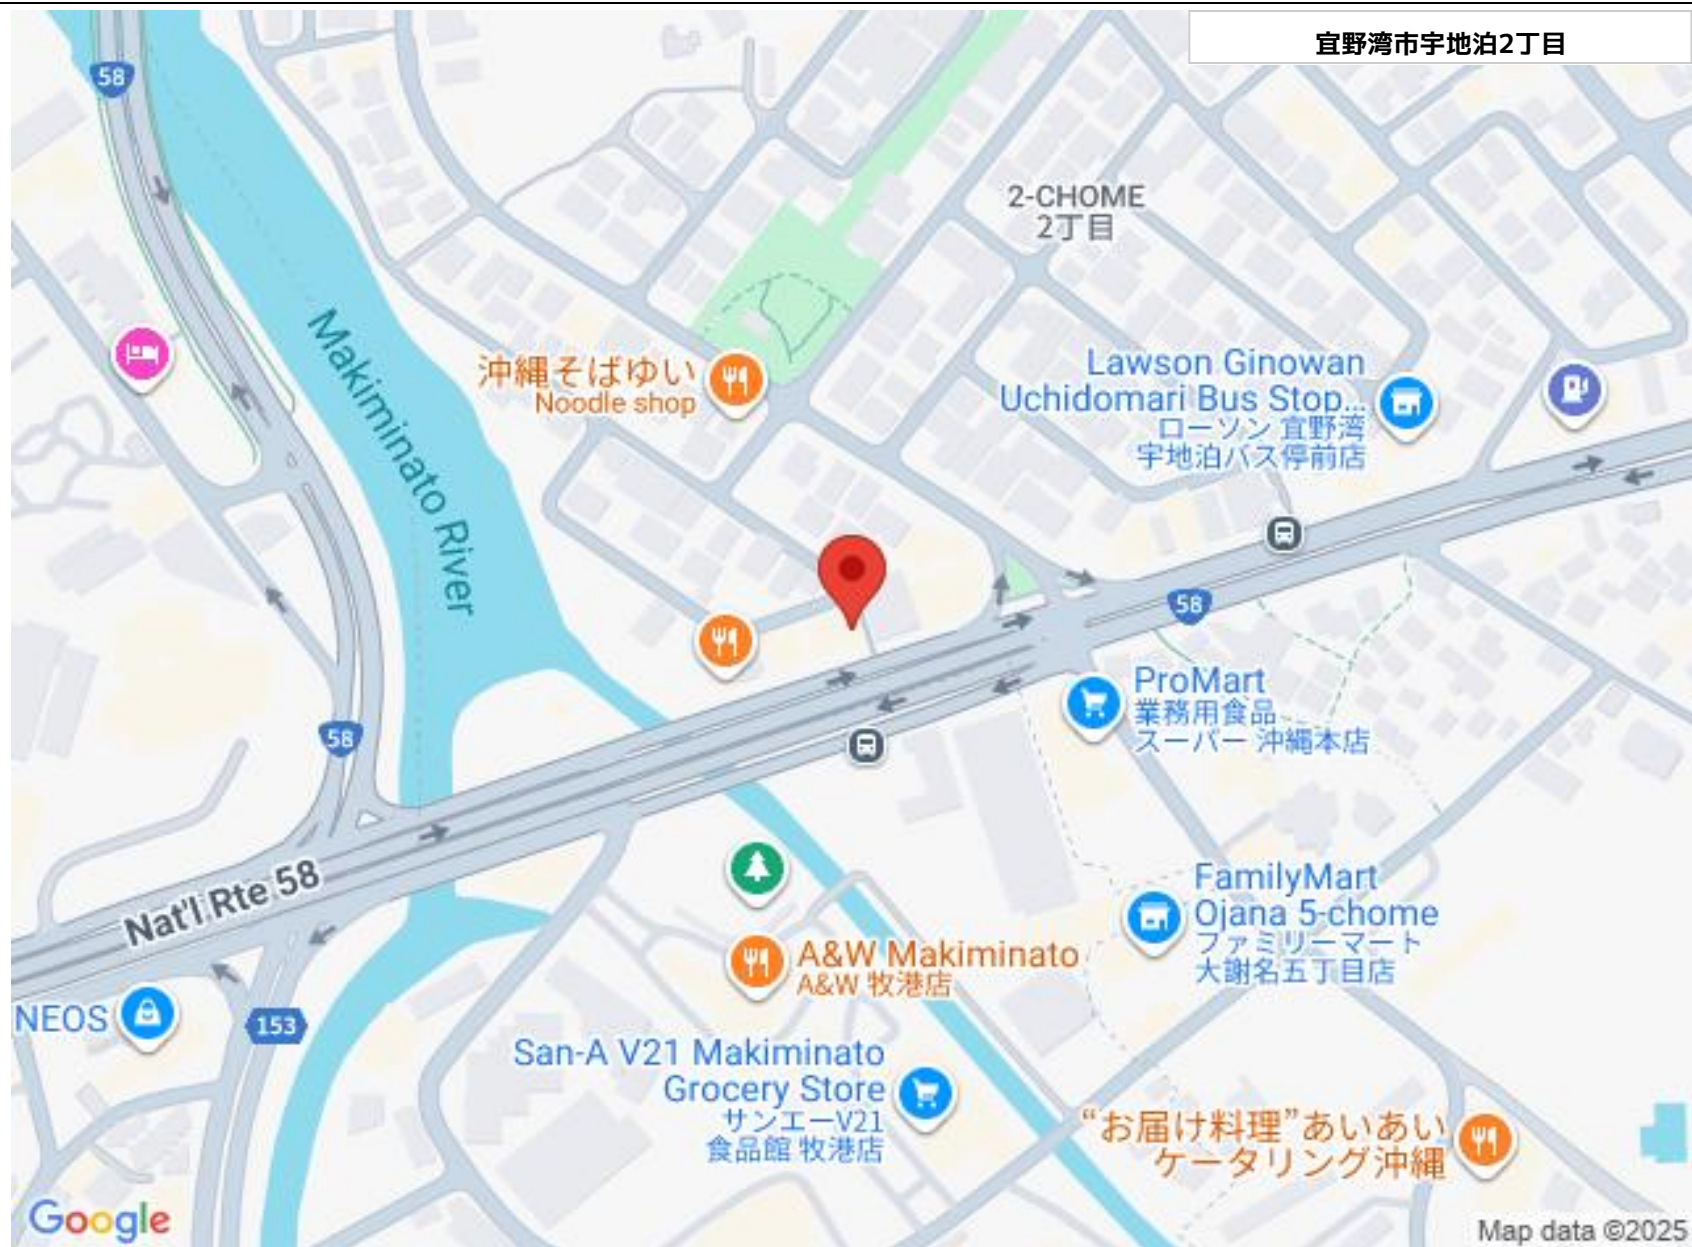 宜野湾市宇地泊2丁目
58
2-CHOME
2丁目
Makiminato River
沖縄そばゆい
Noodle shop
Lawson Ginowan
Uchidomari Bus Stop...
ローソン 宜野湾
宇地泊バス停前店
58
58
ProMart
業務用食品
スーパー 沖縄本店
Nat'l Rte 58
FamilyMart
Ojana 5-chome
ファミリーマート
大謝名五丁目店
A&W Makiminato
A&W 牧港店
NEOS
153
San-A V21 Makiminato
Grocery Store
サンエーV21
食品館 牧港店
“お届け料理”あいあい
ケータリング沖縄
Google
Map data ©2025